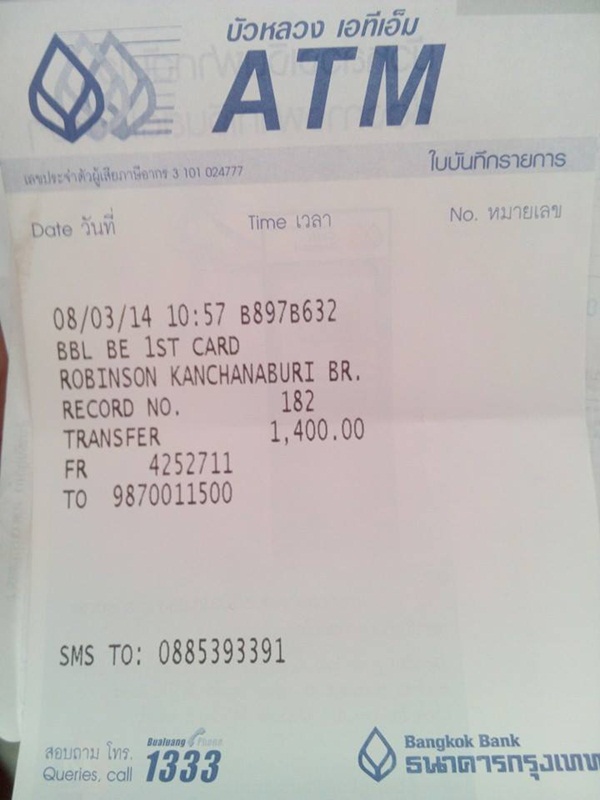 บัวหลวง เอทีเอ็ม
ATM
เลขประจำตัวผู้เสียภาษีอากร 3 101 024777
ใบบันทึกรายการ
Date วันที่ Time เวลา No. หมายเลข
08/03/14 10:57 B897B632
BBL BE 1ST CARD
ROBINSON KANCHANABURI BR.
RECORD NO. 182
TRANSFER 1,400.00
FR 4252711
TO 9870011500
SMS TO: 0885393391
สอบถาม โทร.
Queries, call
Bualuang Phone
1333
Bangkok Bank
ธนาคารกรุงเทพ